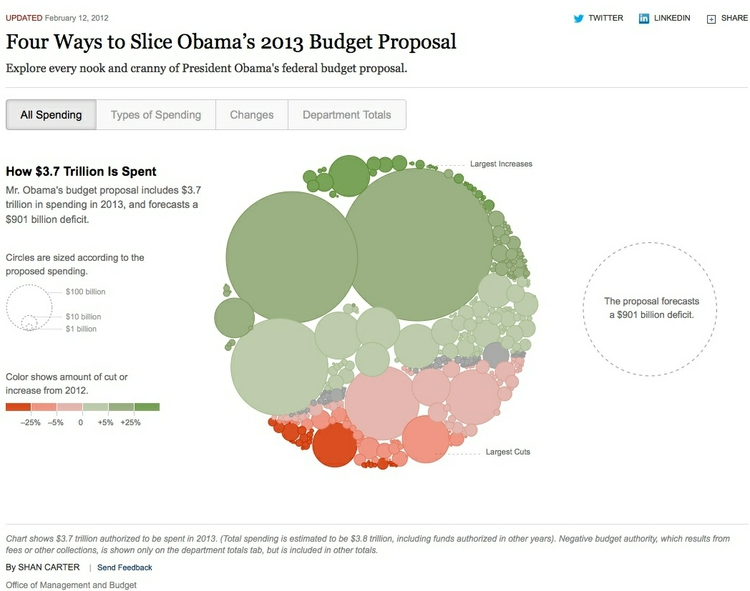 UPDATED February 12, 2012
TWITTER
LINKEDIN
SHARE
Four Ways to Slice Obama's 2013 Budget Proposal
Explore every nook and cranny of President Obama's federal budget proposal.
All Spending
Types of Spending
Changes
Department Totals
How $3.7 Trillion Is Spent
Mr. Obama's budget proposal includes $3.7
trillion in spending in 2013, and forecasts a
$901 billion deficit.
Circles are sized according to the
proposed spending.
$100 billion
$10 billion
$1 billion
Color shows amount of cut or
increase from 2012.
−25% −5% 0 +5% +25%
Largest Increases
Largest Cuts
The proposal forecasts
a $901 billion deficit.
Chart shows $3.7 trillion authorized to be spent in 2013. (Total spending is estimated to be $3.8 trillion, including funds authorized in other years). Negative budget authority, which results from
fees or other collections, is shown only on the department totals tab, but is included in other totals.
By SHAN CARTER | Send Feedback
Office of Management and Budget